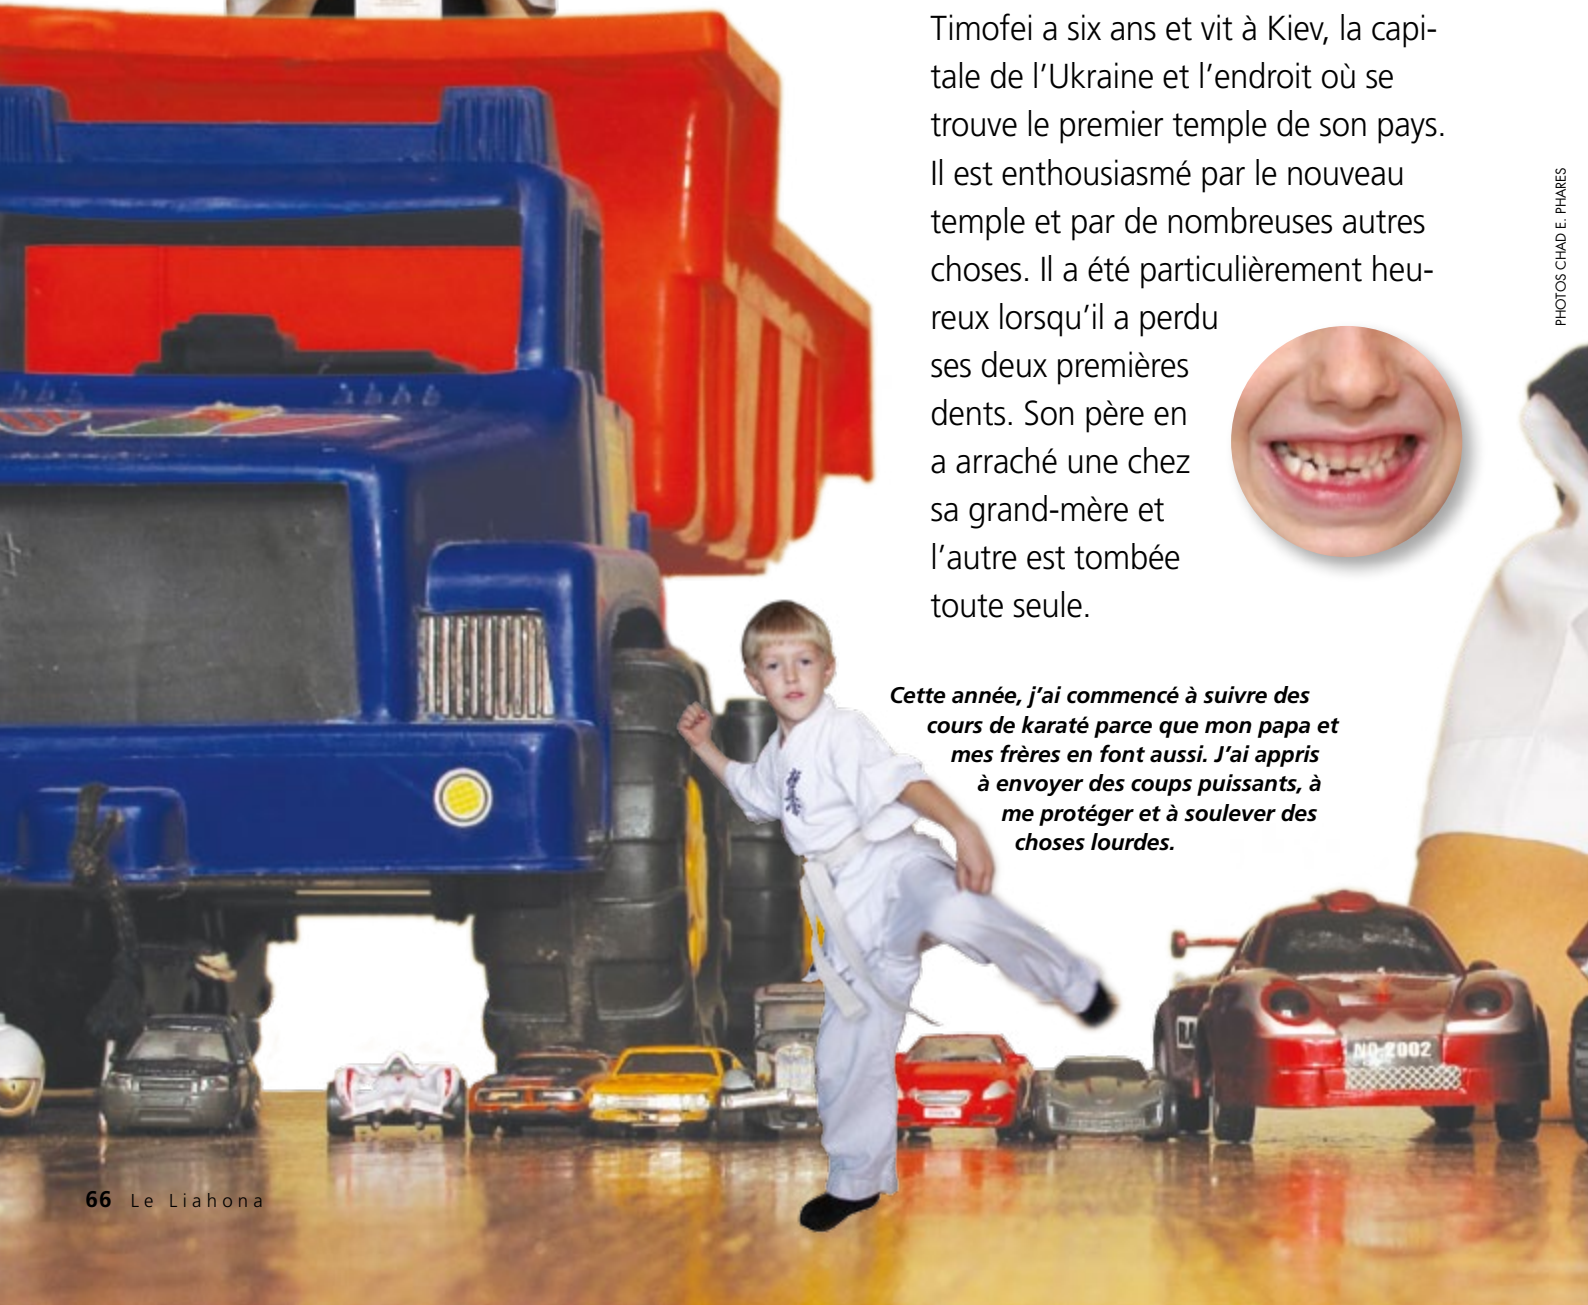 Timofei a six ans et vit à Kiev, la capi-
tale de l'Ukraine et l'endroit où se
trouve le premier temple de son pays.
Il est enthousiasmé par le nouveau
temple et par de nombreuses autres
choses. Il a été particulièrement heu-
reux lorsqu'il a perdu
ses deux premières
dents. Son père en
a arraché une chez
sa grand-mère et
l'autre est tombée
toute seule.
PHOTOS CHAD E. PHARES
Cette année, j'ai commencé à suivre des
cours de karaté parce que mon papa et
mes frères en font aussi. J'ai appris
à envoyer des coups puissants, à
me protéger et à soulever des
choses lourdes.
NO-2002
66 Le Liahona